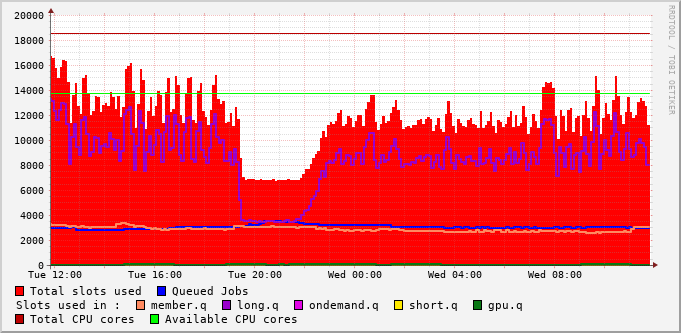 RRDTOOL / TOBI OETIKER
20000
18000
16000
14000
12000
10000
8000
6000
4000
2000
0
Tue 12:00 Tue 16:00 Tue 20:00 Wed 00:00 Wed 04:00 Wed 08:00
Total slots used Queued Jobs
Slots used in : member.q long.q ondemand.q short.q gpu.q
Total CPU cores Available CPU cores